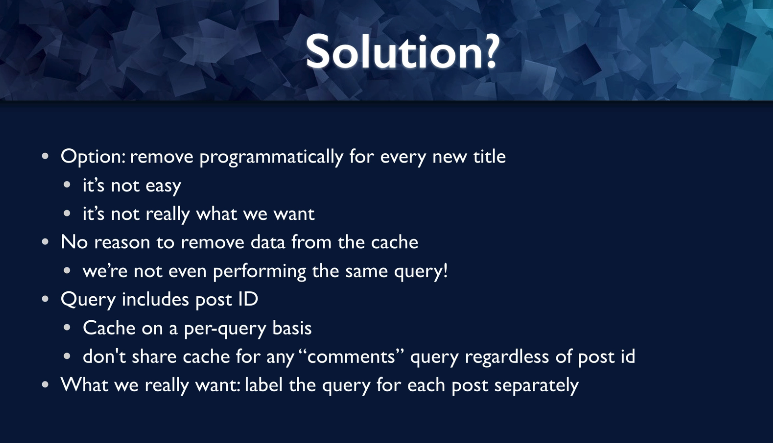 Solution?
• Option: remove programmatically for every new title
• it’s not easy
• it’s not really what we want
• No reason to remove data from the cache
• we’re not even performing the same query!
• Query includes post ID
• Cache on a per-query basis
• don't share cache for any “comments” query regardless of post id
• What we really want: label the query for each post separately